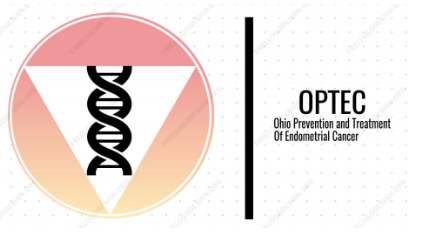 OPTEC
Ohio Prevention and Treatment
Of Endometrial Cancer